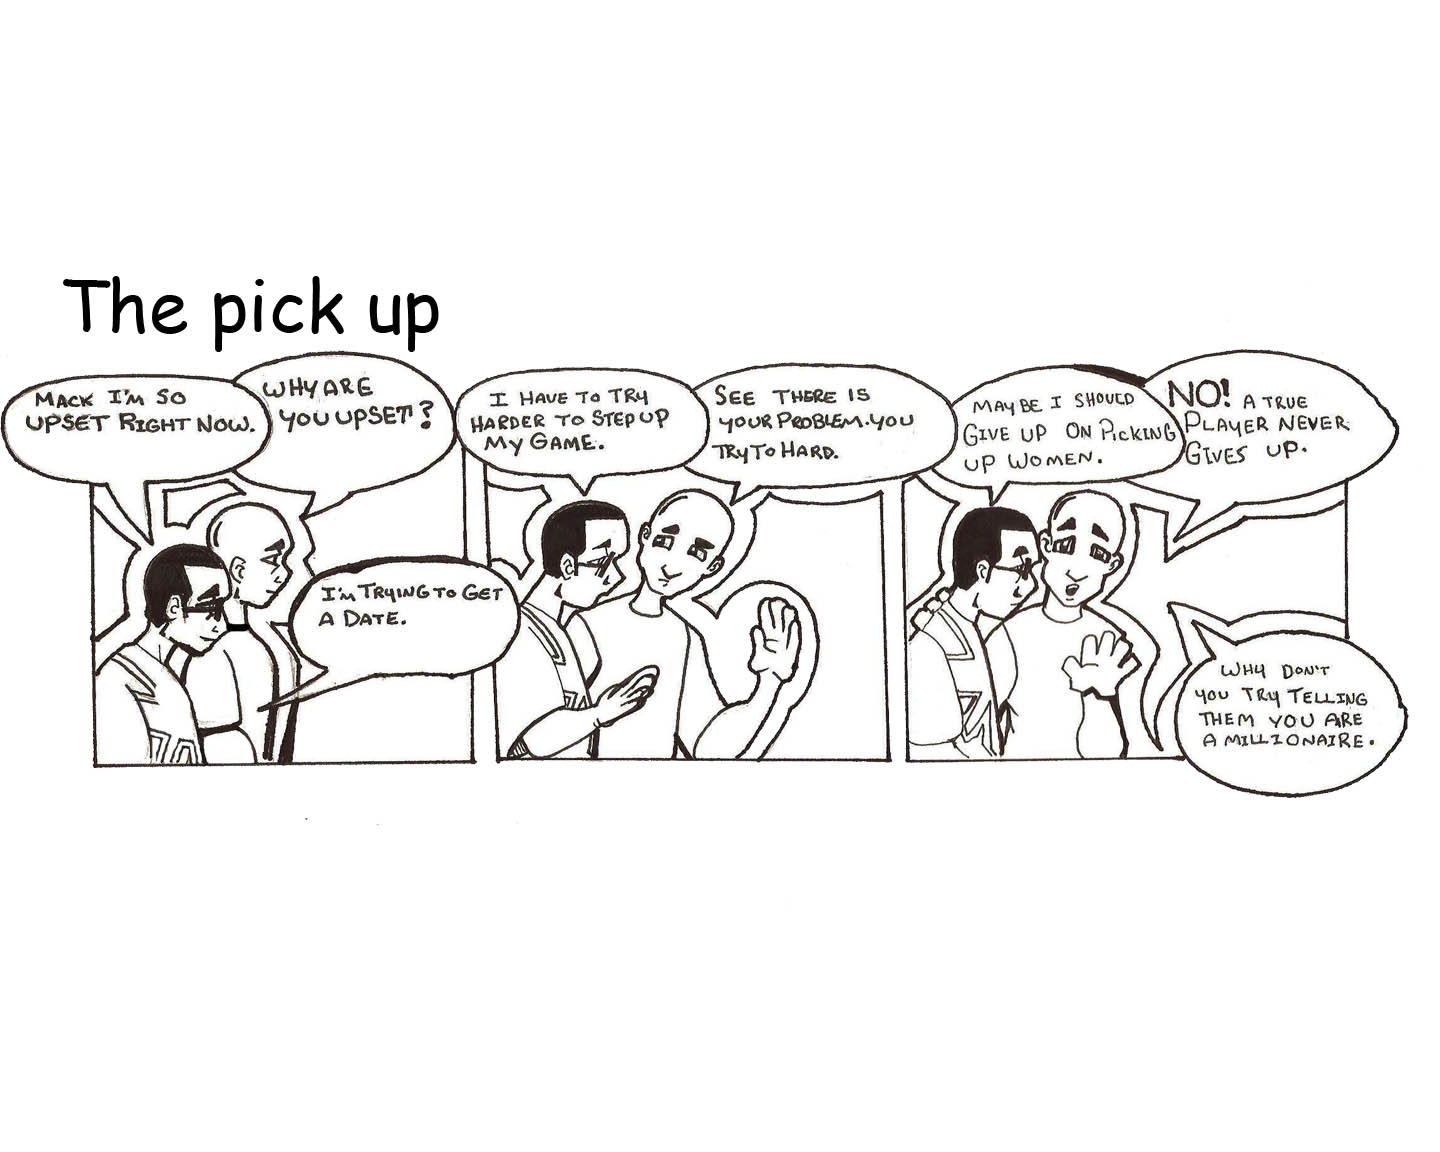 The pick up
MACK I'M SO
UPSET RIGHT NOW.
WHY ARE
YOU UPSET?
I'M TRYING TO GET
A DATE.
I HAVE TO TRY
HARDER TO STEP UP
MY GAME.
SEE THERE IS
YOUR PROBLEM. YOU
TRY TO HARD.
MAYBE I SHOULD
GIVE UP ON PICKING
UP WOMEN.
NO! A TRUE
PLAYER NEVER
GIVES UP.
WHY DON'T
YOU TRY TELLING
THEM YOU ARE
A MILLIONAIRE.